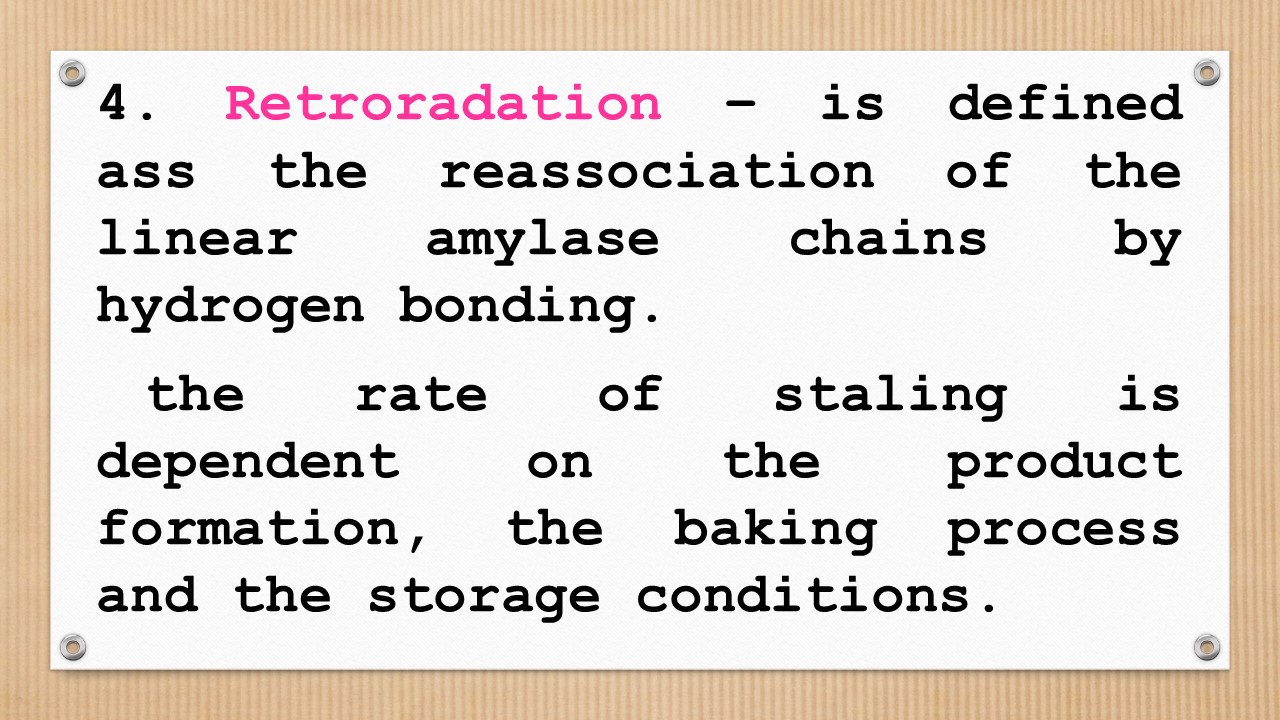 4. Retroradation – is defined
ass the reassociation of the
linear amylase chains by
hydrogen bonding.
the rate of staling is
dependent on the product
formation, the baking process
and the storage conditions.